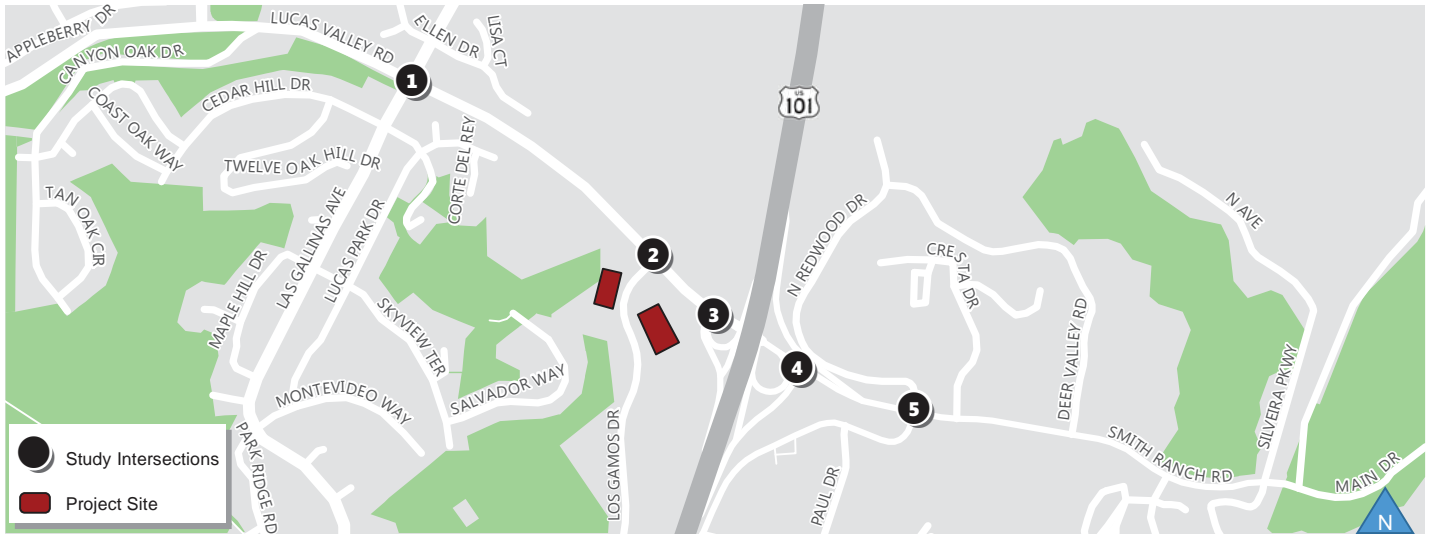 APPLEBERRY DR
LUCAS VALLEY RD
ELLEN DR
LISA CT
CANYON OAK DR
1
CEDAR HILL DR
COAST OAK WAY
US
101
TWELVE OAK HILL DR
CORTE DEL REY
TAN OAK CIR
LAS GALLINAS AVE
LUCAS PARK DR
N REDWOOD DR
N AVE
2
CRESTA DR
MAPLE HILL DR
SKYVIEW TER
3
DEER VALLEY RD
4
SILVEIRA PKWY
MONTEVIDEO WAY
SALVADOR WAY
5
LOS GAMOS DR
PARK RIDGE RD
PAUL DR
SMITH RANCH RD
MAIN DR
Study Intersections
Project Site
N